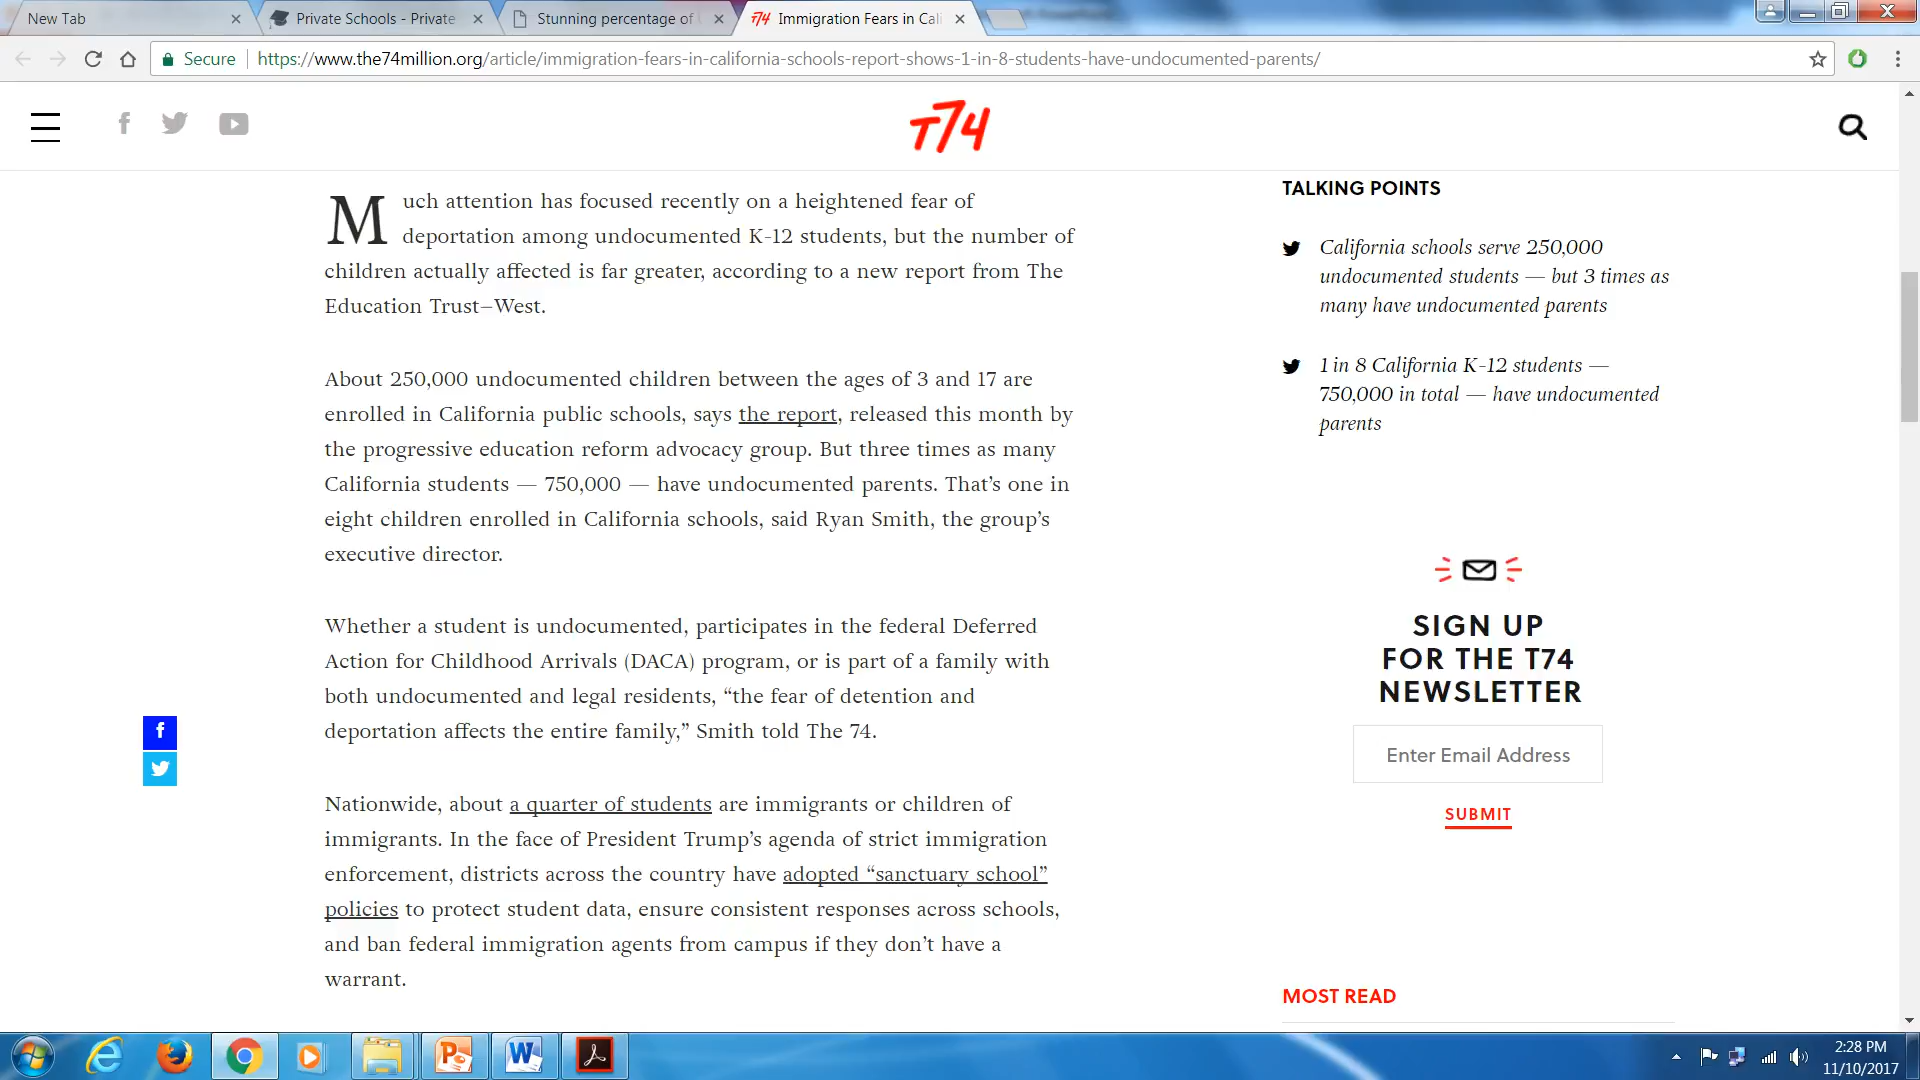 New Tab
Private Schools - Private
Stunning percentage of
Immigration Fears in Cali
Secure
https://www.the74million.org/article/immigration-fears-in-california-schools-report-shows-1-in-8-students-have-undocumented-parents/
T74
Much attention has focused recently on a heightened fear of
deportation among undocumented K-12 students, but the number of
children actually affected is far greater, according to a new report from The
Education Trust–West.
About 250,000 undocumented children between the ages of 3 and 17 are
enrolled in California public schools, says the report, released this month by
the progressive education reform advocacy group. But three times as many
California students — 750,000 — have undocumented parents. That’s one in
eight children enrolled in California schools, said Ryan Smith, the group’s
executive director.
Whether a student is undocumented, participates in the federal Deferred
Action for Childhood Arrivals (DACA) program, or is part of a family with
both undocumented and legal residents, “the fear of detention and
deportation affects the entire family,” Smith told The 74.
Nationwide, about a quarter of students are immigrants or children of
immigrants. In the face of President Trump’s agenda of strict immigration
enforcement, districts across the country have adopted “sanctuary school”
policies to protect student data, ensure consistent responses across schools,
and ban federal immigration agents from campus if they don’t have a
warrant.
TALKING POINTS
California schools serve 250,000
undocumented students — but 3 times as
many have undocumented parents
1 in 8 California K-12 students —
750,000 in total — have undocumented
parents
SIGN UP
FOR THE T74
NEWSLETTER
Enter Email Address
SUBMIT
MOST READ
2:28 PM
11/10/2017